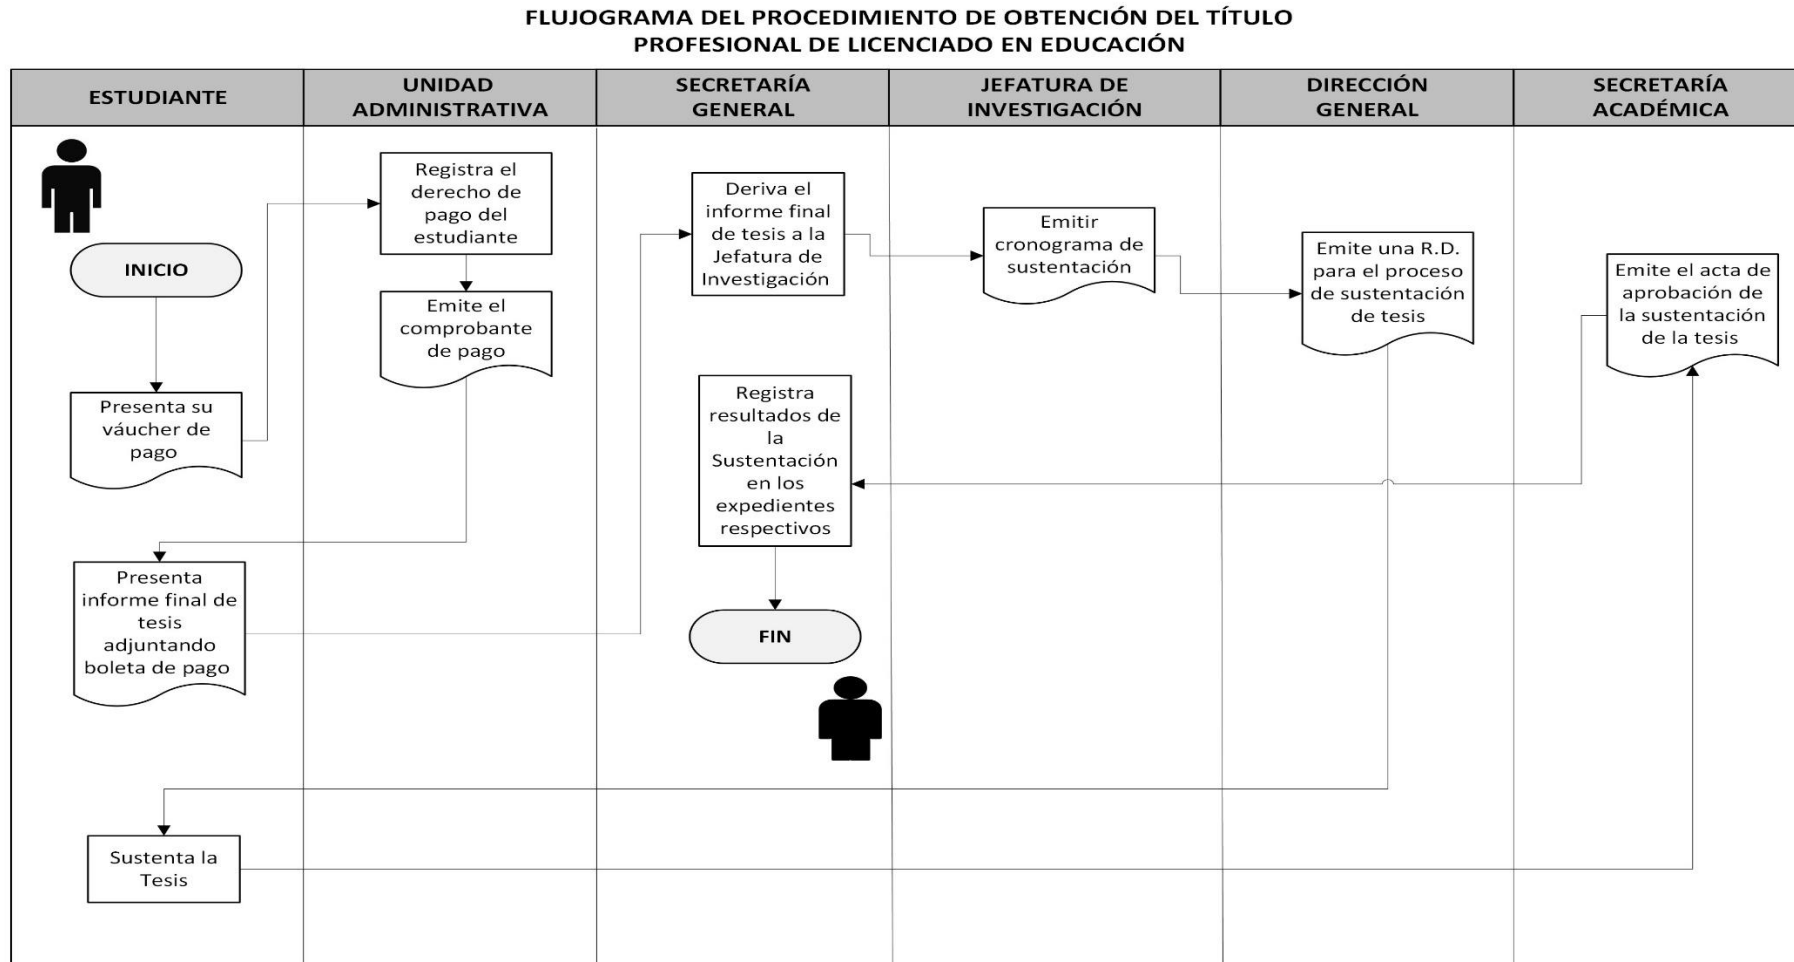 FLUJOGRAMA DEL PROCEDIMIENTO DE OBTENCIÓN DEL TÍTULO
PROFESIONAL DE LICENCIADO EN EDUCACIÓN
ESTUDIANTE
UNIDAD
ADMINISTRATIVA
SECRETARÍA
GENERAL
JEFATURA DE
INVESTIGACIÓN
DIRECCIÓN
GENERAL
SECRETARÍA
ACADÉMICA
INICIO
Presenta su
váucher de
pago
Registra el
derecho de
pago del
estudiante
Emite el
comprobante
de pago
Presenta
informe final de
tesis
adjuntando
boleta de pago
Deriva el
informe final
de tesis a la
Jefatura de
Investigación
Emitir
cronograma de
sustentación
Emite una R.D.
para el proceso
de sustentación
de tesis
Sustenta la
Tesis
Emite el acta de
aprobación de
la sustentación
de la tesis
Registra
resultados de
la
Sustentación
en los
expedientes
respectivos
FIN